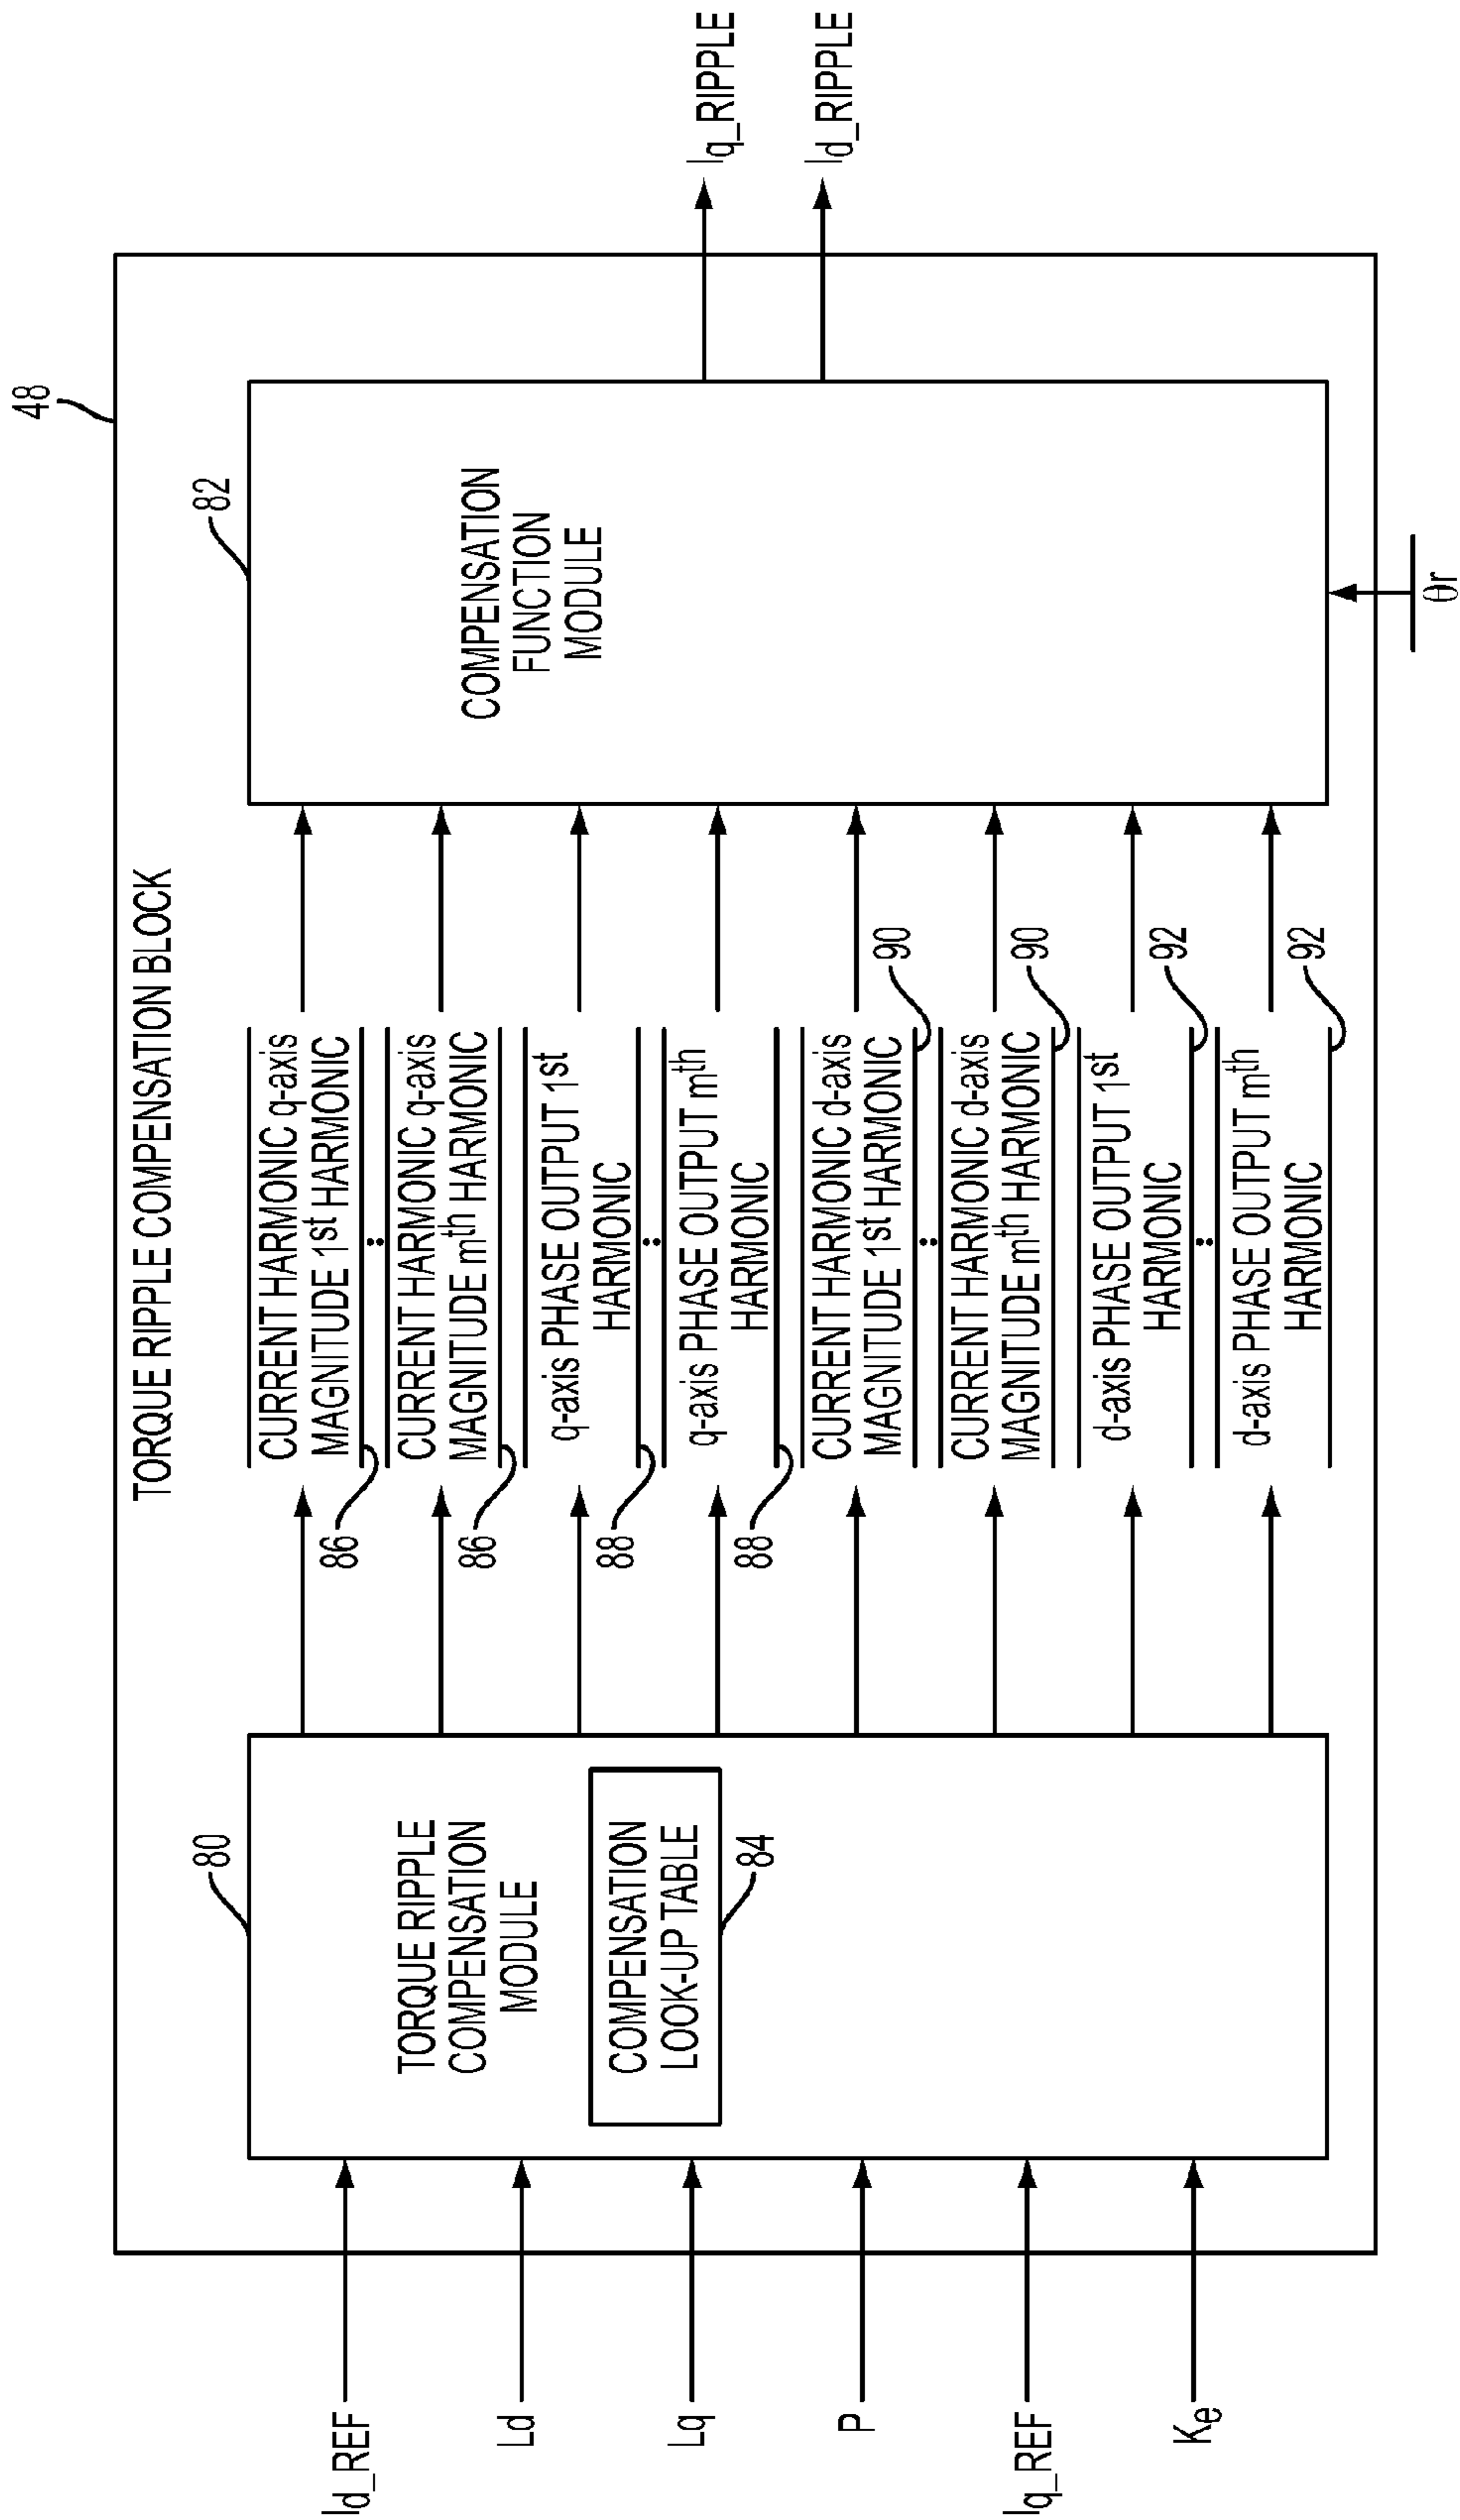 48
TORQUE RIPPLE COMPENSATION BLOCK
80
82
TORQUE RIPPLE
COMPENSATION
MODULE
COMPENSATION
LOOK-UP TABLE
84
Id_REF
Ld
Lq
P
Iq_REF
Ke
CURRENT HARMONIC q-axis
MAGNITUDE 1st HARMONIC
86
CURRENT HARMONIC q-axis
MAGNITUDE mth HARMONIC
86
q-axis PHASE OUTPUT 1st
HARMONIC
88
q-axis PHASE OUTPUT mth
HARMONIC
88
CURRENT HARMONIC d-axis
MAGNITUDE 1st HARMONIC
90
CURRENT HARMONIC d-axis
MAGNITUDE mth HARMONIC
90
d-axis PHASE OUTPUT 1st
HARMONIC
92
d-axis PHASE OUTPUT mth
HARMONIC
92
COMPENSATION
FUNCTION
MODULE
Iq_RIPPLE
Id_RIPPLE
θr